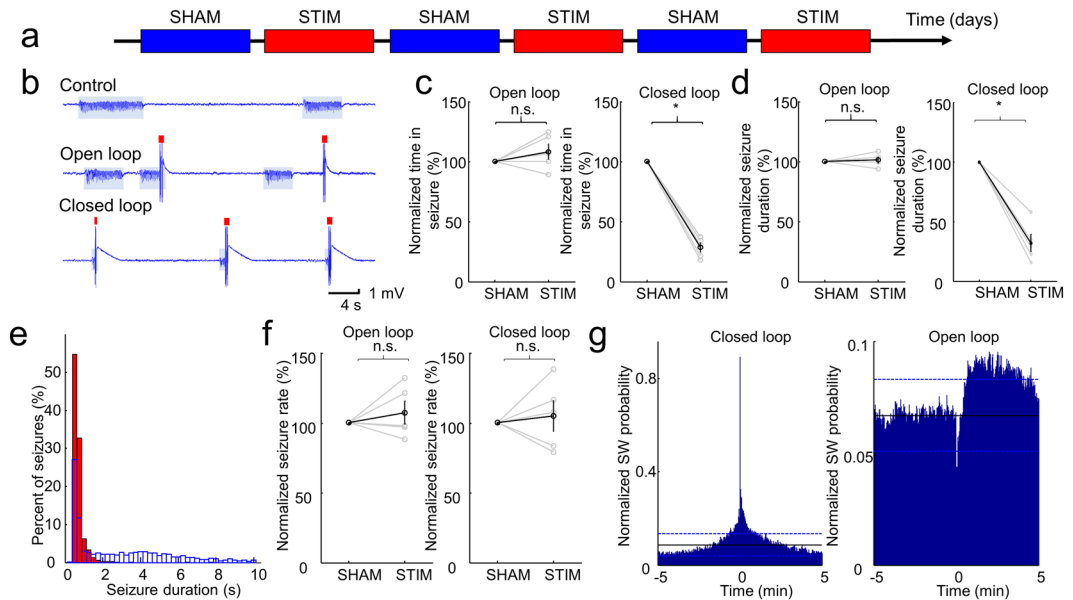 a
SHAM
STIM
SHAM
STIM
SHAM
STIM
Time (days)
b
Control
Open loop
Closed loop
1 mV
4 s
c
Open loop
n.s.
Normalized time in
seizure (%)
150
100
50
0
SHAM
STIM
Closed loop
*
Normalized time in
seizure (%)
150
100
50
0
SHAM
STIM
d
Open loop
n.s.
Normalized seizure
duration (%)
150
100
50
0
SHAM
STIM
Closed loop
*
Normalized seizure
duration (%)
150
100
50
0
SHAM
STIM
e
Percent of seizures (%)
50
40
30
20
10
0
0
2
4
6
8
10
Seizure duration (s)
f
Open loop
n.s.
Normalized seizure rate (%)
150
100
50
0
SHAM
STIM
Closed loop
n.s.
Normalized seizure rate (%)
150
100
50
0
SHAM
STIM
g
Closed loop
Normalized SW probability
0.8
0.4
0
-5
0
5
Time (min)
Open loop
Normalized SW probability
0.1
0.05
0
-5
0
5
Time (min)